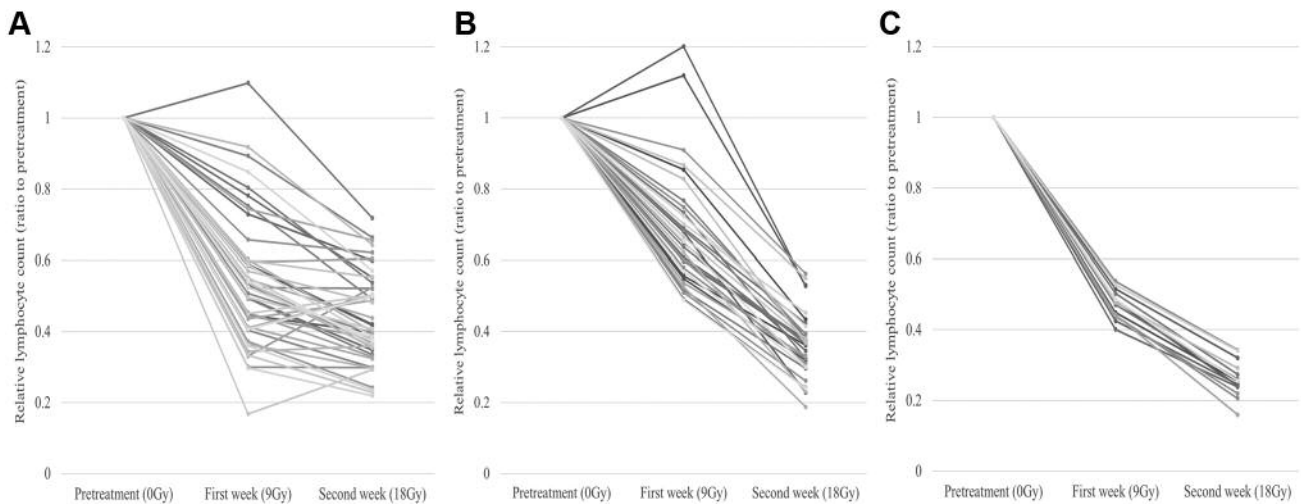 A
Relative lymphocyte count (ratio to pretreatment)
1.2
1
0.8
0.6
0.4
0.2
0
Pretreatment (0Gy) First week (9Gy) Second week (18Gy)
B
Relative lymphocyte count (ratio to pretreatment)
1.2
1
0.8
0.6
0.4
0.2
0
Pretreatment (0Gy) First week (9Gy) Second week (18Gy)
C
Relative lymphocyte count (ratio to pretreatment)
1.2
1
0.8
0.6
0.4
0.2
0
Pretreatment (0Gy) First week (9Gy) Second week (18Gy)